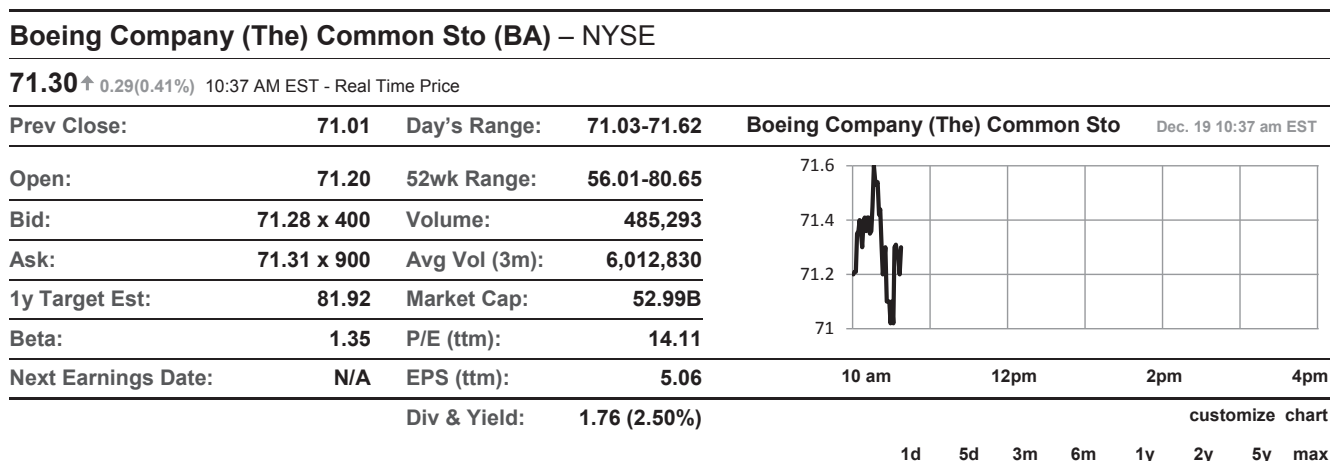 Boeing Company (The) Common Sto (BA) – NYSE
71.30↑ 0.29(0.41%) 10:37 AM EST - Real Time Price
Prev Close: 71.01 Day's Range: 71.03-71.62
Open: 71.20 52wk Range: 56.01-80.65
Bid: 71.28 x 400 Volume: 485,293
Ask: 71.31 x 900 Avg Vol (3m): 6,012,830
1y Target Est: 81.92 Market Cap: 52.99B
Beta: 1.35 P/E (ttm): 14.11
Next Earnings Date: N/A EPS (ttm): 5.06
Div & Yield: 1.76 (2.50%)
Boeing Company (The) Common Sto Dec. 19 10:37 am EST
71.6
71.4
71.2
71
10 am 12pm 2pm 4pm
customize chart
1d 5d 3m 6m 1y 2y 5y max